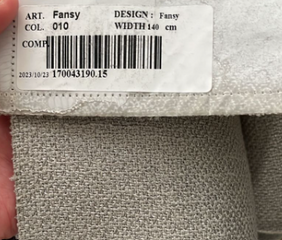 ART. Fansy DESIGN : Fansy
COL. 010 WIDTH 140 cm
COMP.
2023/10/23 170043190.15